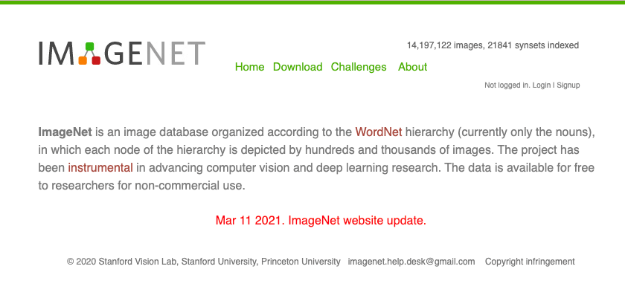 IMAGENET
14,197,122 images, 21841 synsets indexed
Home Download Challenges About
Not logged in. Login | Signup
ImageNet is an image database organized according to the WordNet hierarchy (currently only the nouns),
in which each node of the hierarchy is depicted by hundreds and thousands of images. The project has
been instrumental in advancing computer vision and deep learning research. The data is available for free
to researchers for non-commercial use.
Mar 11 2021. ImageNet website update.
© 2020 Stanford Vision Lab, Stanford University, Princeton University imagenet.help.desk@gmail.com Copyright infringement